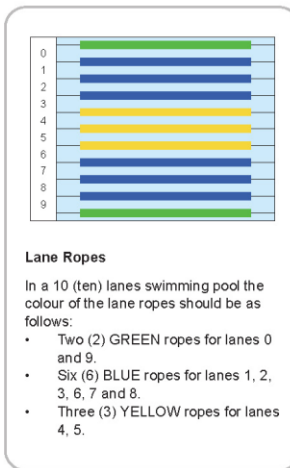 0
1
2
3
4
5
6
7
8
9
Lane Ropes
In a 10 (ten) lanes swimming pool the
colour of the lane ropes should be as
follows:
• Two (2) GREEN ropes for lanes 0
and 9.
• Six (6) BLUE ropes for lanes 1, 2,
3, 6, 7 and 8.
• Three (3) YELLOW ropes for lanes
4, 5.